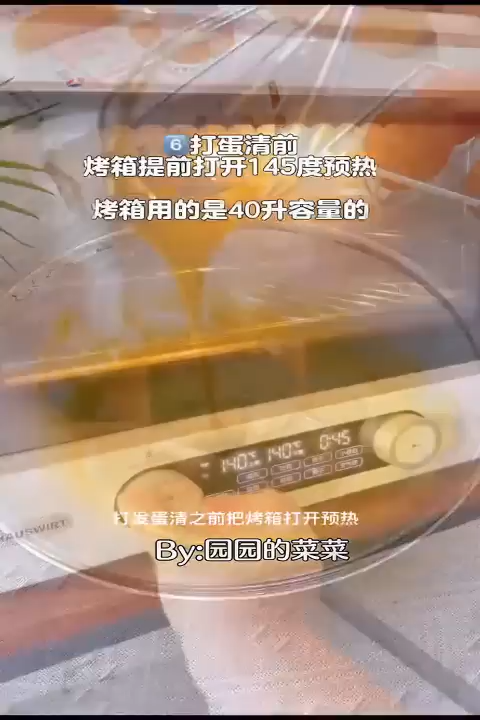 6 打蛋清前
烤箱提前打开145度预热
烤箱用的是40升容量的
140℃ 140℃ 0:45
HAUSWIRT
打发蛋清之前把烤箱打开预热
By:园园的菜菜